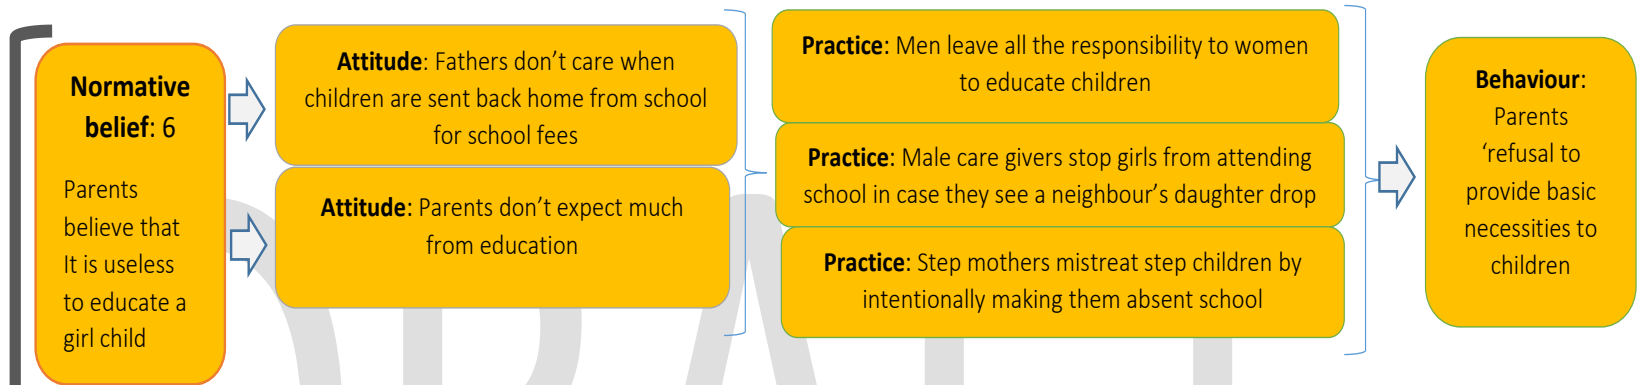 Normative
belief: 6
Parents
believe that
It is useless
to educate a
girl child
Attitude: Fathers don’t care when
children are sent back home from school
for school fees
Attitude: Parents don’t expect much
from education
Practice: Men leave all the responsibility to women
to educate children
Practice: Male care givers stop girls from attending
school in case they see a neighbour’s daughter drop
Practice: Step mothers mistreat step children by
intentionally making them absent school
Behaviour:
Parents
‘refusal to
provide basic
necessities to
children
DRAFT